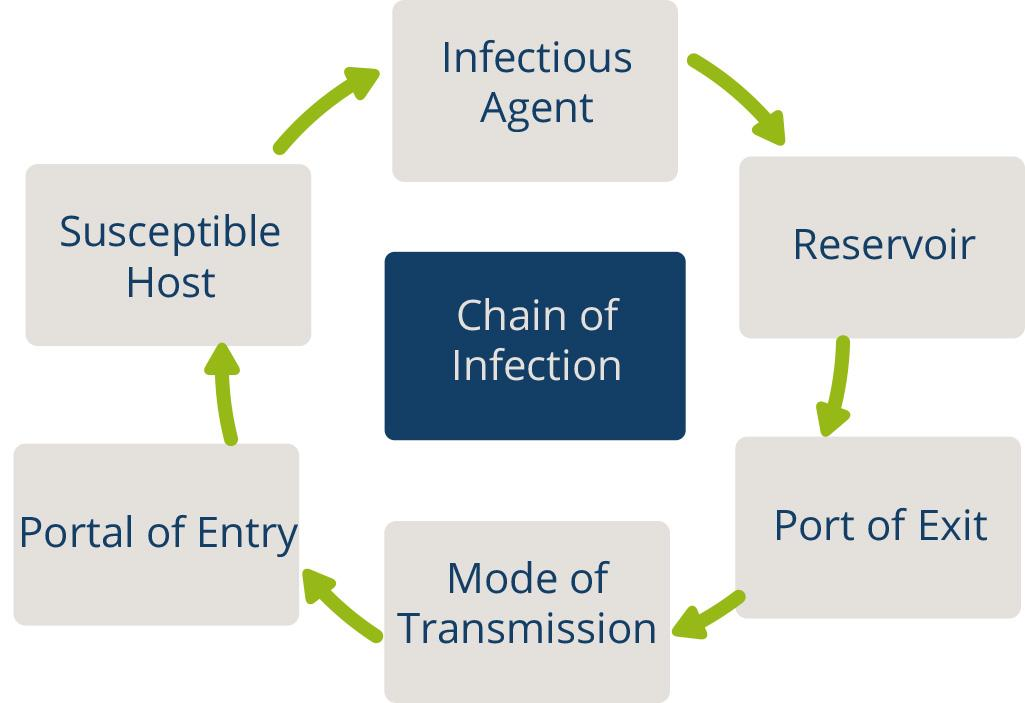 Infectious
Agent
Reservoir
Port of Exit
Mode of
Transmission
Portal of Entry
Susceptible
Host
Chain of
Infection